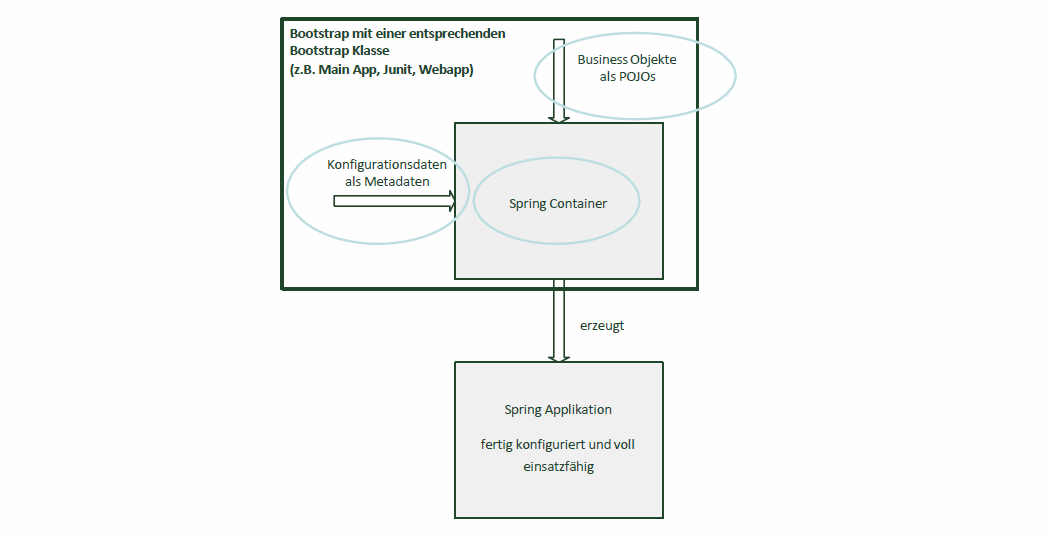 Bootstrap mit einer entsprechenden
Bootstrap Klasse
(z.B. Main App, Junit, Webapp)
Business Objekte
als POJOs
Konfigurationsdaten
als Metadaten
Spring Container
erzeugt
Spring Applikation
fertig konfiguriert und voll
einsatzfähig